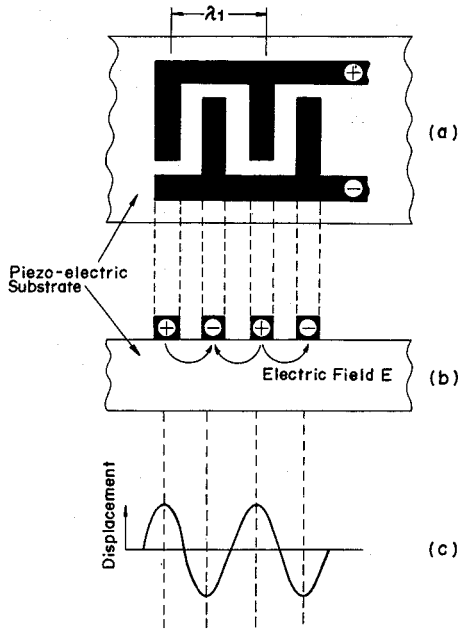 λ1
+
(a)
−
Piezo-electric
Substrate
+ − + −
Electric Field E
(b)
Displacement
(c)